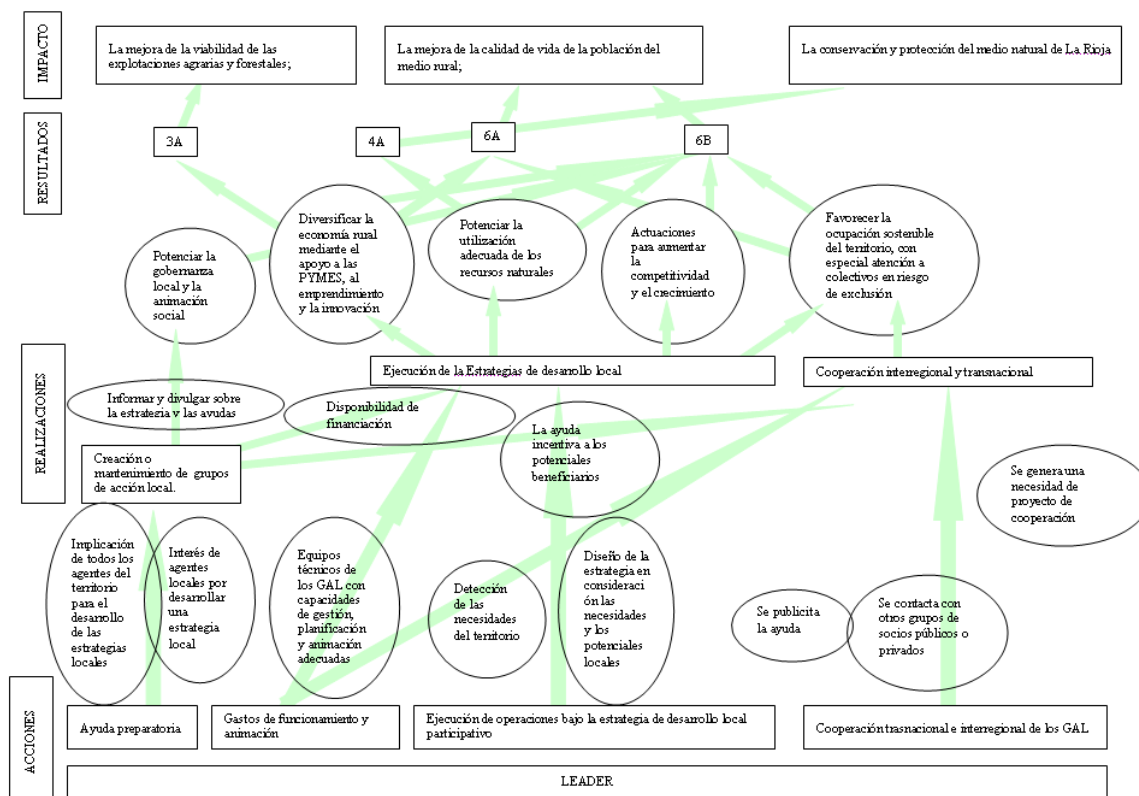 IMPACTO
La mejora de la viabilidad de las
explotaciones agrarias y forestales;
La mejora de la calidad de vida de la población del
medio rural;
La conservación y protección del medio natural de La Rioja
RESULTADOS
3A
4A
6A
6B
Potenciar la
gobernanza
local y la
animación
social
Diversificar la
economía rural
mediante el
apoyo a las
PYMES, al
emprendimiento
y la innovación
Potenciar la
utilización
adecuada de los
recursos naturales
Actuaciones
para aumentar
la
competitividad
y el crecimiento
Favorecer la
ocupación sostenible
del territorio, con
especial atención a
colectivos en riesgo
de exclusión
REALIZACIONES
Ejecución de la Estrategias de desarrollo local
Cooperación interregional y transnacional
Informar y divulgar sobre
la estrategia y las ayudas
Disponibilidad de
financiación
La ayuda
incentiva a los
potenciales
beneficiarios
Creación o
mantenimiento de grupos
de acción local.
Se genera una
necesidad de
proyecto de
cooperación
Implicación
de todos los
agentes del
territorio
para el
desarrollo
de las
estrategias
locales
Interés de
agentes
locales por
desarrollar
una
estrategia
local
Equipos
técnicos de
los GAL con
capacidades
de gestión,
planificación
y animación
adecuadas
Detección
de las
necesidades
del territorio
Diseño de la
estrategia en
consideraci
ón las
necesidades
y los
potenciales
locales
Se publicita
la ayuda
Se contacta con
otros grupos de
socios públicos o
privados
ACCIONES
Ayuda preparatoria
Gastos de funcionamiento y
animación
Ejecución de operaciones bajo la estrategia de desarrollo local
participativo
Cooperación trasnacional e interregional de los GAL
LEADER